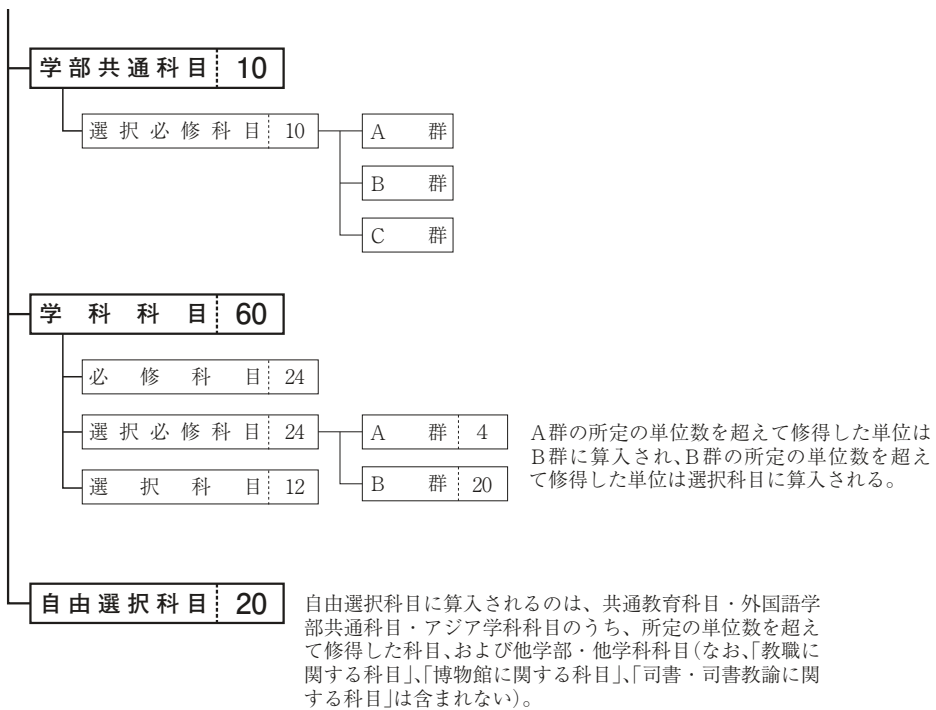 学部共通科目 10
選択必修科目 10
A 群
B 群
C 群
学科科目 60
必修科目 24
選択必修科目 24
A 群 4
A群の所定の単位数を超えて修得した単位は
B群に算入され、B群の所定の単位数を超え
て修得した単位は選択科目に算入される。
選択科目 12
B 群 20
自由選択科目 20
自由選択科目に算入されるのは、共通教育科目・外国語学
部共通科目・アジア学科科目のうち、所定の単位数を超え
て修得した科目、および他学部・他学科科目(なお、「教職に
関する科目」、「博物館に関する科目」、「司書・司書教諭に関
する科目」は含まれない)。